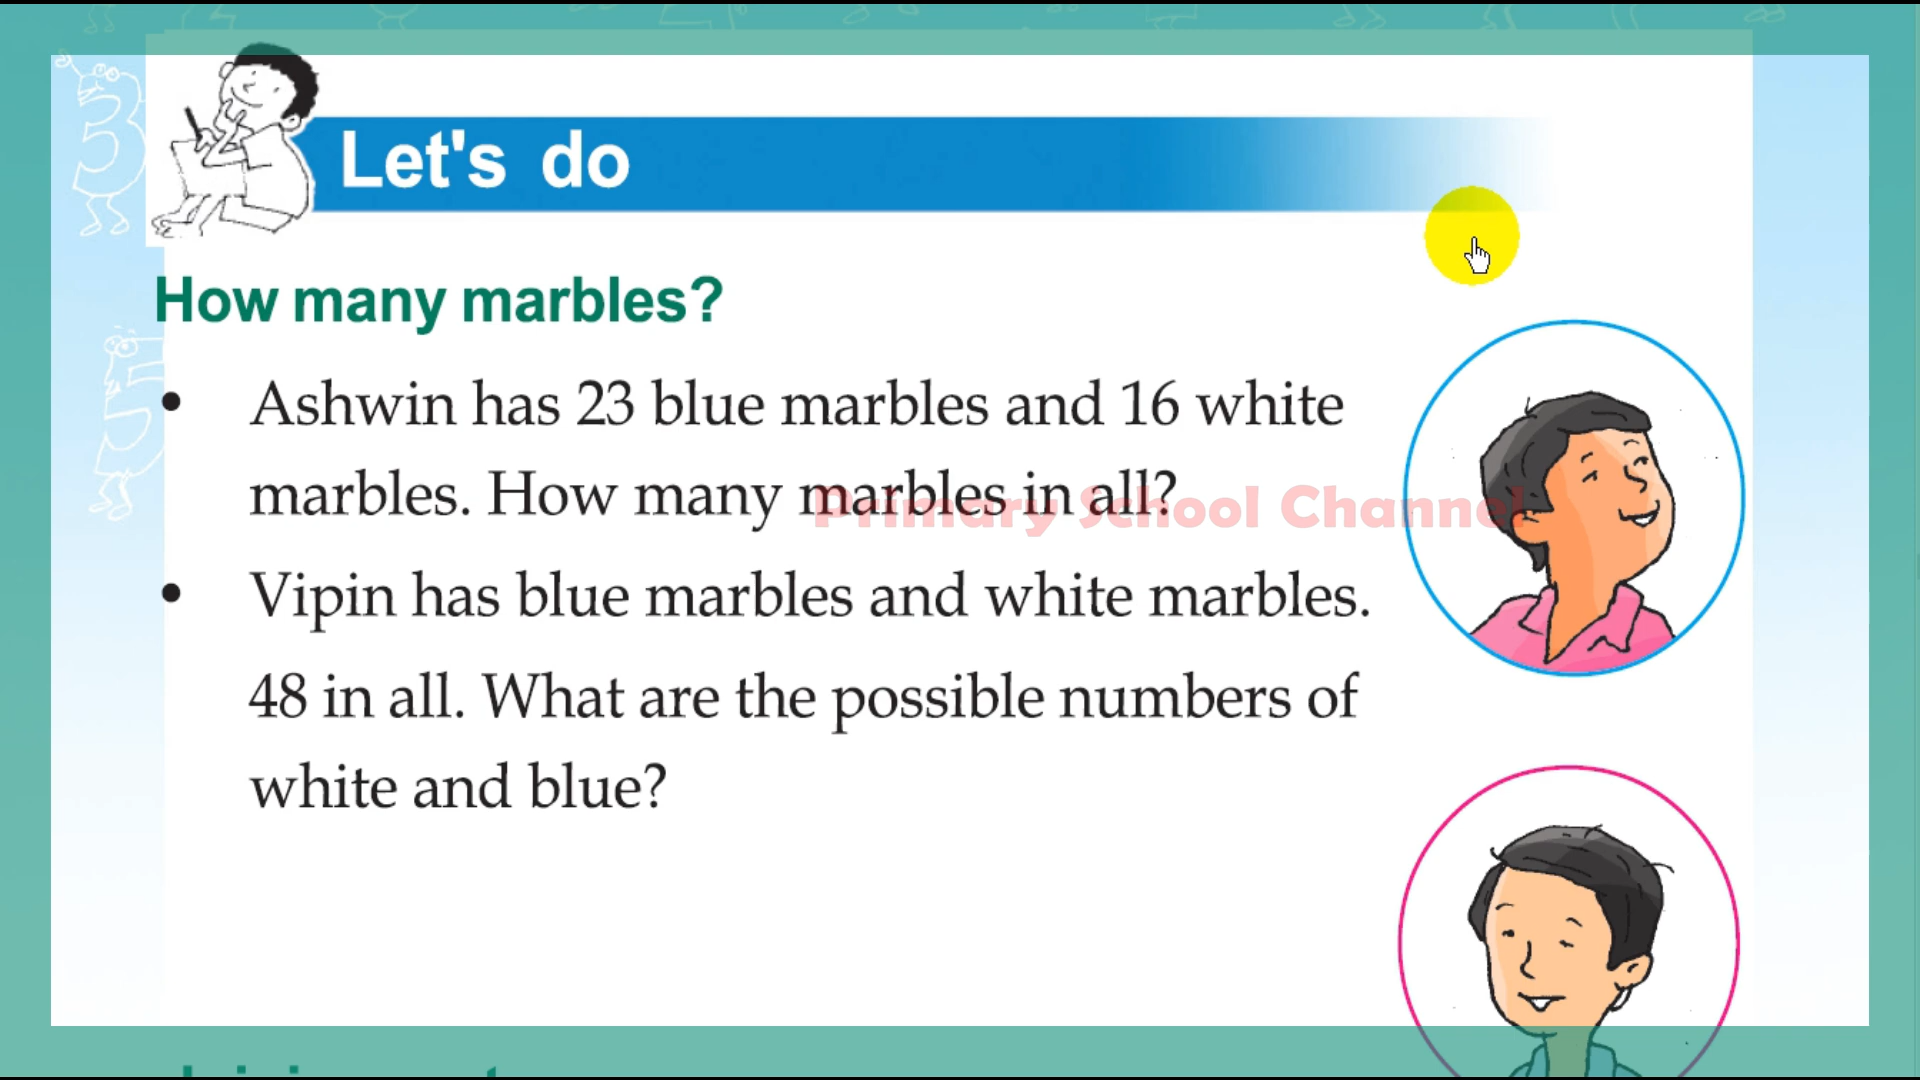 Let's do
How many marbles?
• Ashwin has 23 blue marbles and 16 white
marbles. How many marbles in all?
Primary School Channel
• Vipin has blue marbles and white marbles.
48 in all. What are the possible numbers of
white and blue?